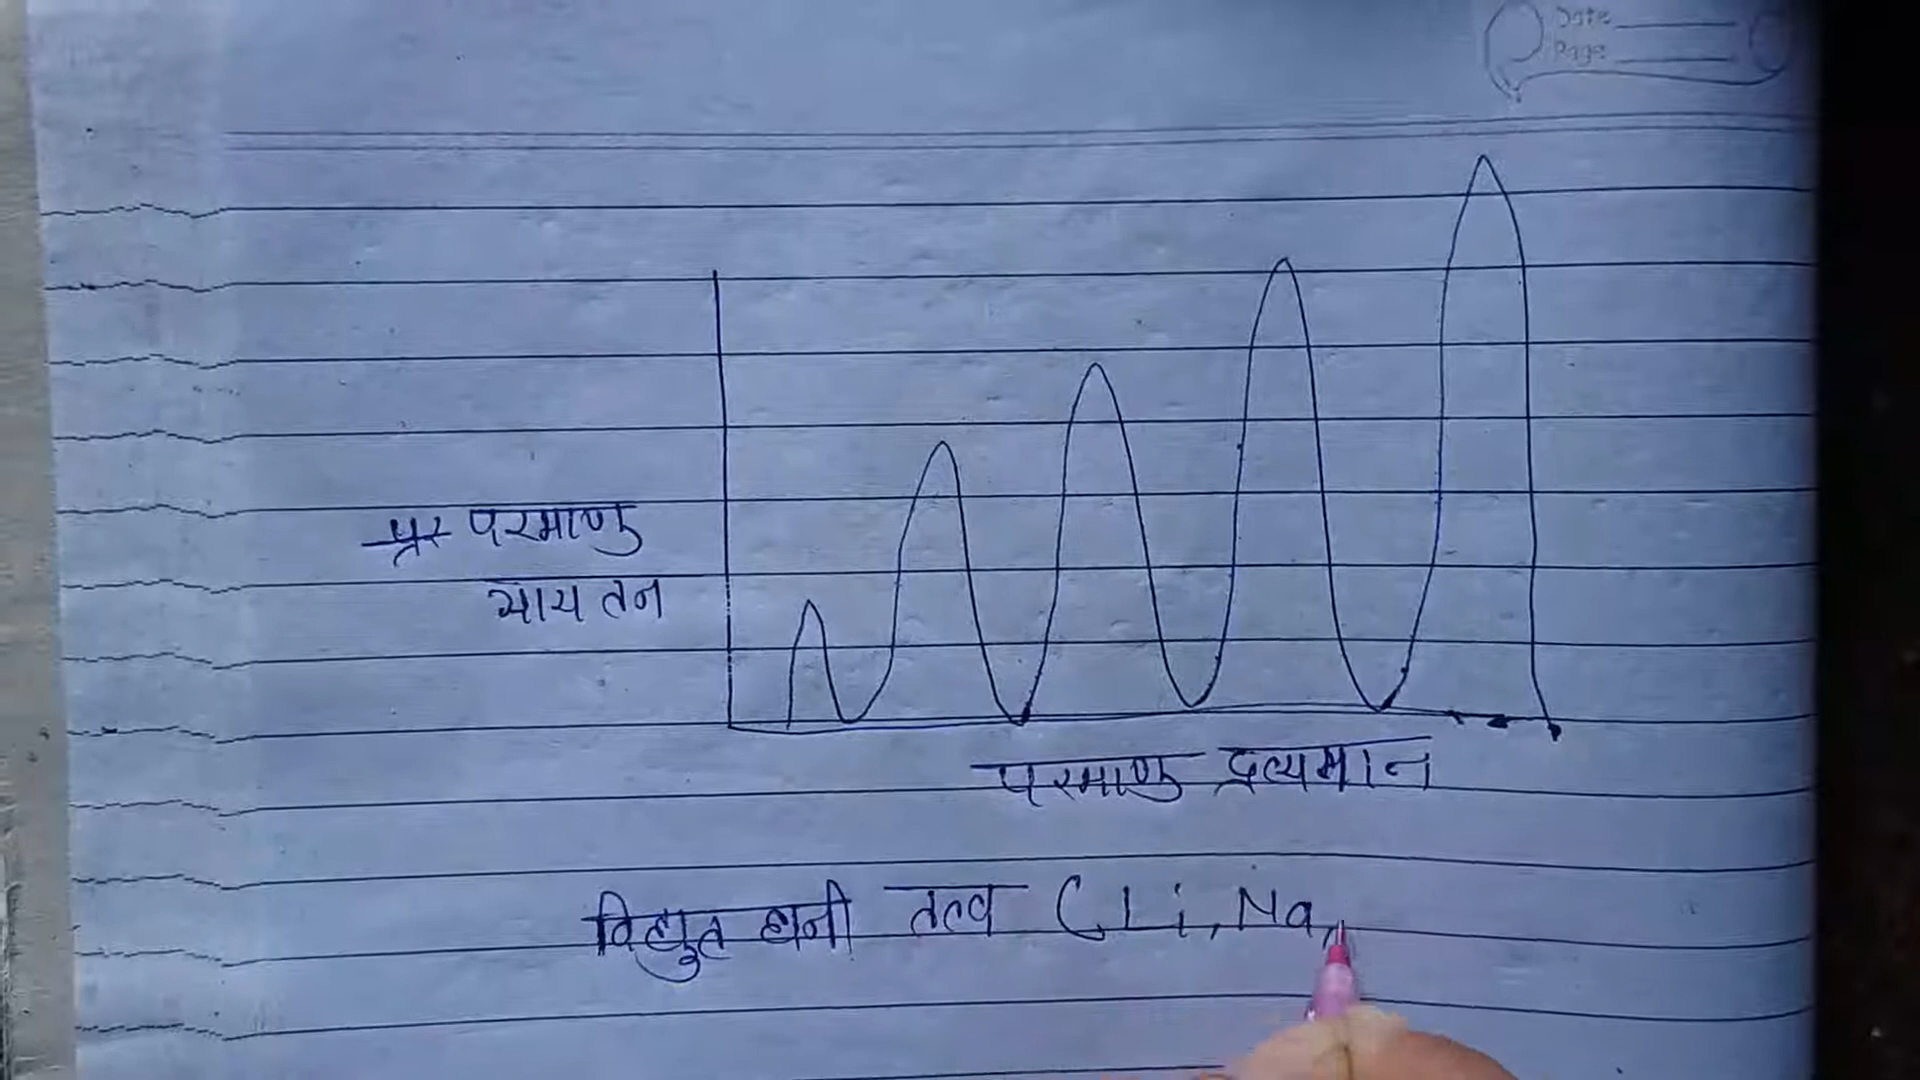 Date
Page
परमाणु
आयतन
परमाणु द्रव्यमान
विद्युत धनी तत्व (Li, Na,